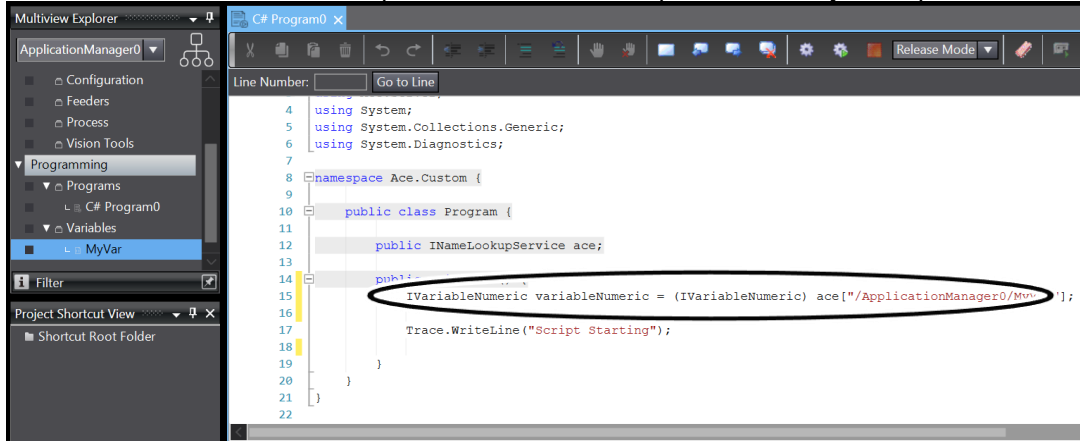 Multiview Explorer
ApplicationManager0
Configuration
Feeders
Process
Vision Tools
Programming
Programs
C# Program0
Variables
MyVar
Filter
Project Shortcut View
Shortcut Root Folder
C# Program0
Release Mode
Line Number:
Go to Line
4 using System;
5 using System.Collections.Generic;
6 using System.Diagnostics;
7
8 namespace Ace.Custom {
9
10 public class Program {
11
12 public INameLookupService ace;
13
14
15 IVariableNumeric variableNumeric = (IVariableNumeric) ace["/ApplicationManager0/ "];
16
17 Trace.WriteLine("Script Starting");
18
19 }
20 }
21 }
22